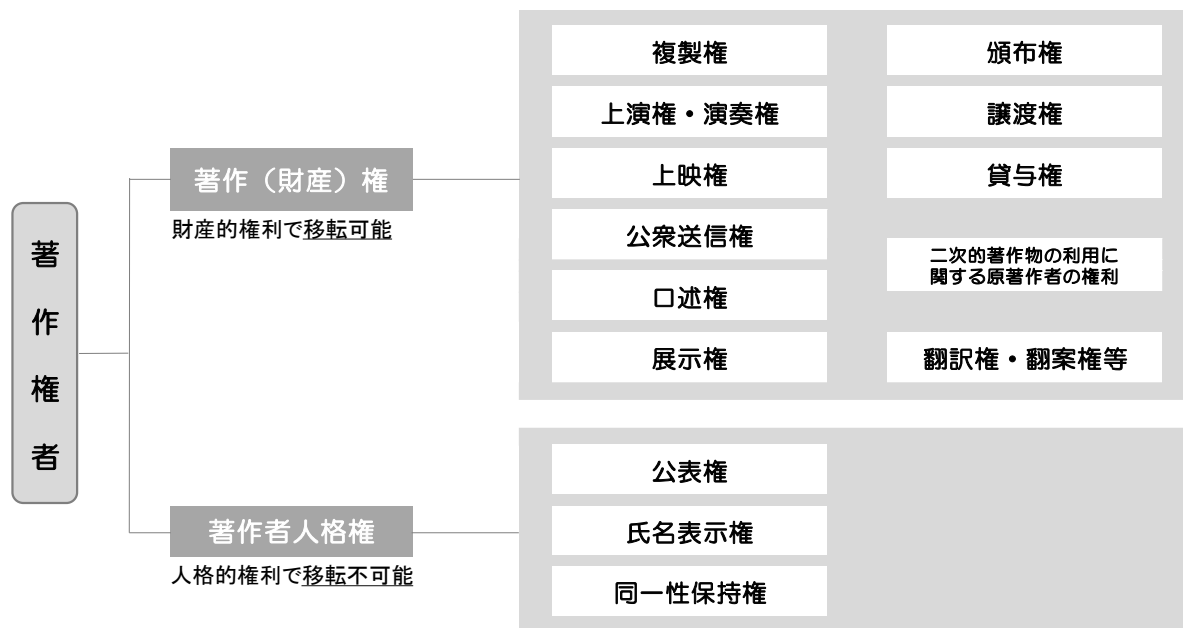 著作権者
著作（財産）権
財産的権利で移転可能
複製権
上演権・演奏権
上映権
公衆送信権
口述権
展示権
頒布権
譲渡権
貸与権
二次的著作物の利用に
関する原著作者の権利
翻訳権・翻案権等
著作者人格権
人格的権利で移転不可能
公表権
氏名表示権
同一性保持権